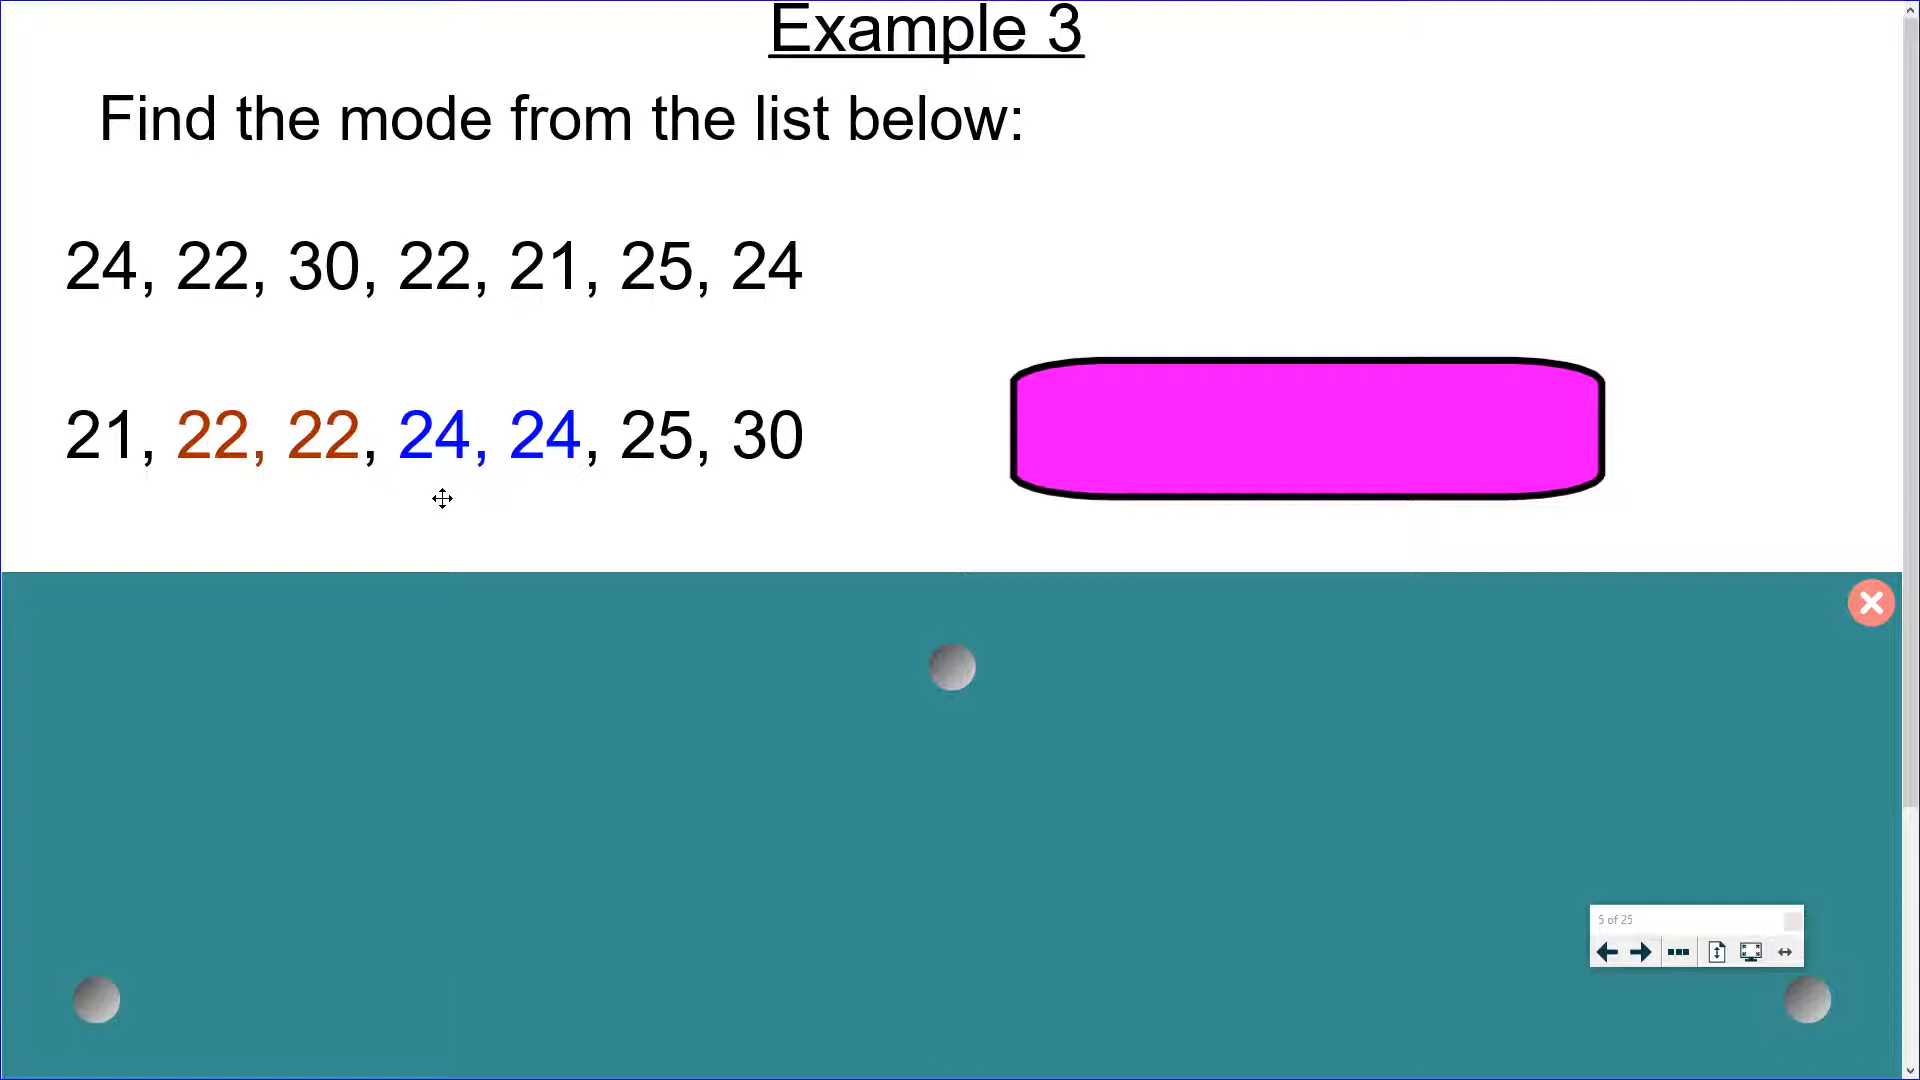 Example 3
Find the mode from the list below:
24, 22, 30, 22, 21, 25, 24
21, 22, 22, 24, 24, 25, 30
5 of 25